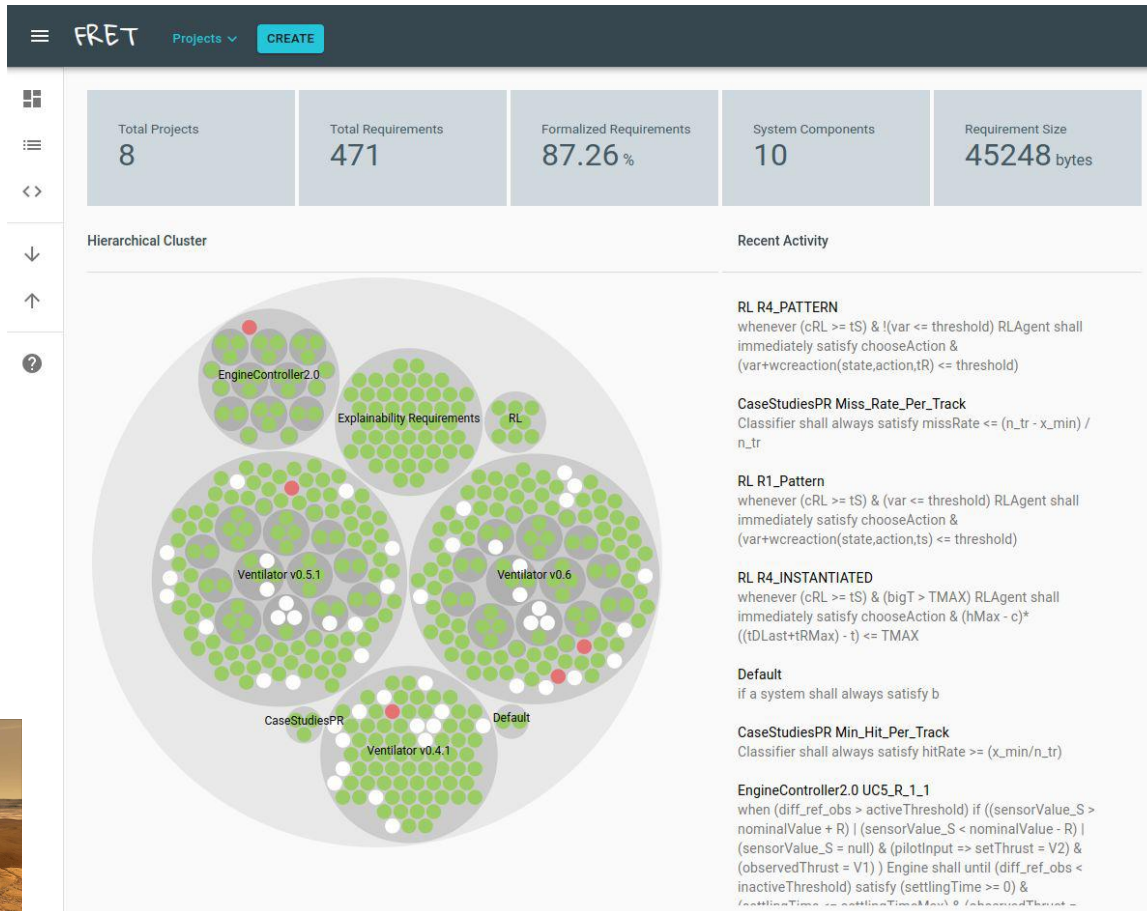 FRET
Projects
CREATE
Total Projects
8
Total Requirements
471
Formalized Requirements
87.26 %
System Components
10
Requirement Size
45248 bytes
Hierarchical Cluster
EngineController2.0
Explainability Requirements
RL
Ventilator v0.5.1
Ventilator v0.6
CaseStudiesPR
Default
Ventilator v0.4.1
Recent Activity
RL R4_PATTERN
whenever (cRL >= tS) & !(var <= threshold) RLAgent shall
immediately satisfy chooseAction &
(var+wcreaction(state,action,tR) <= threshold)
CaseStudiesPR Miss_Rate_Per_Track
Classifier shall always satisfy missRate <= (n_tr - x_min) /
n_tr
RL R1_Pattern
whenever (cRL >= tS) & (var <= threshold) RLAgent shall
immediately satisfy chooseAction &
(var+wcreaction(state,action,ts) <= threshold)
RL R4_INSTANTIATED
whenever (cRL >= tS) & (bigT > TMAX) RLAgent shall
immediately satisfy chooseAction & (hMax - c)*
((tDLast+tRMax) - t) <= TMAX
Default
if a system shall always satisfy b
CaseStudiesPR Min_Hit_Per_Track
Classifier shall always satisfy hitRate >= (x_min/n_tr)
EngineController2.0 UC5_R_1_1
when (diff_ref_obs > activeThreshold) if ((sensorValue_S >
nominalValue + R) | (sensorValue_S < nominalValue - R) |
(sensorValue_S = null) & (pilotInput => setThrust = V2) &
(observedThrust = V1) ) Engine shall until (diff_ref_obs <
inactiveThreshold) satisfy (settlingTime >= 0) &
(settlingTime <= settlingTimeMax) & (observedThrust =